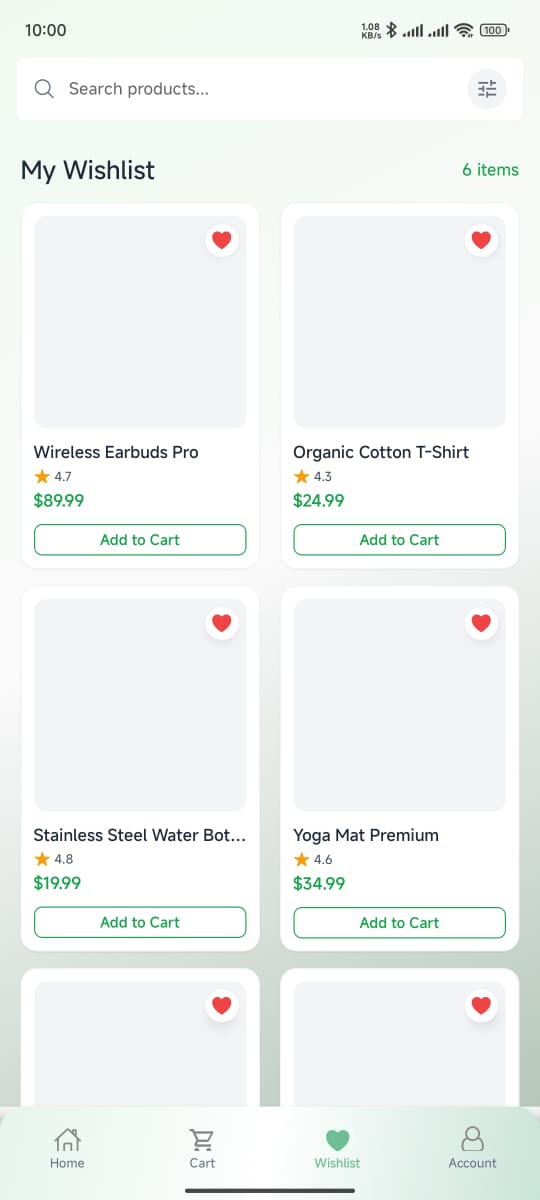 10:00
1.08 KB/s
100
Search products...
My Wishlist
6 items
Wireless Earbuds Pro
4.7
$89.99
Add to Cart
Organic Cotton T-Shirt
4.3
$24.99
Add to Cart
Stainless Steel Water Bot...
4.8
$19.99
Add to Cart
Yoga Mat Premium
4.6
$34.99
Add to Cart
Home
Cart
Wishlist
Account